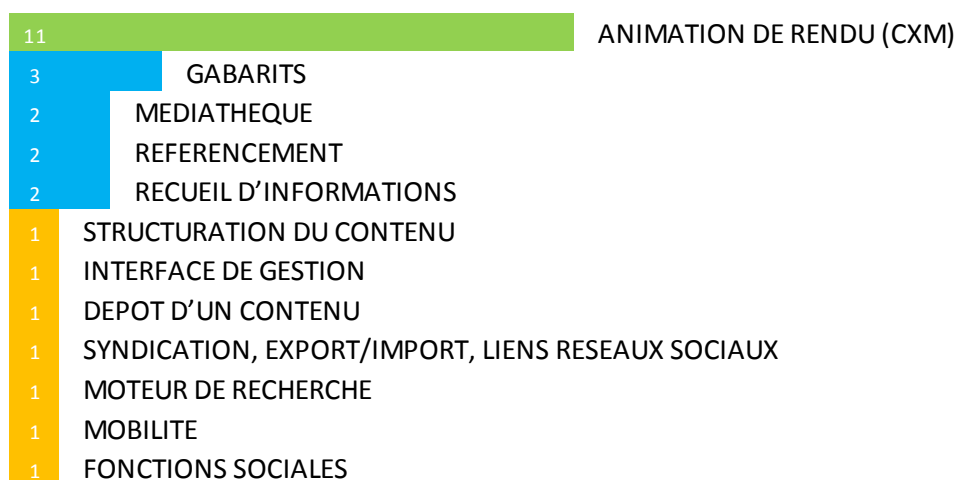 11 ANIMATION DE RENDU (CXM)
3 GABARITS
2 MEDIATHEQUE
2 REFERENCEMENT
2 RECUEIL D’INFORMATIONS
1 STRUCTURATION DU CONTENU
1 INTERFACE DE GESTION
1 DEPOT D’UN CONTENU
1 SYNDICATION, EXPORT/IMPORT, LIENS RESEAUX SOCIAUX
1 MOTEUR DE RECHERCHE
1 MOBILITE
1 FONCTIONS SOCIALES